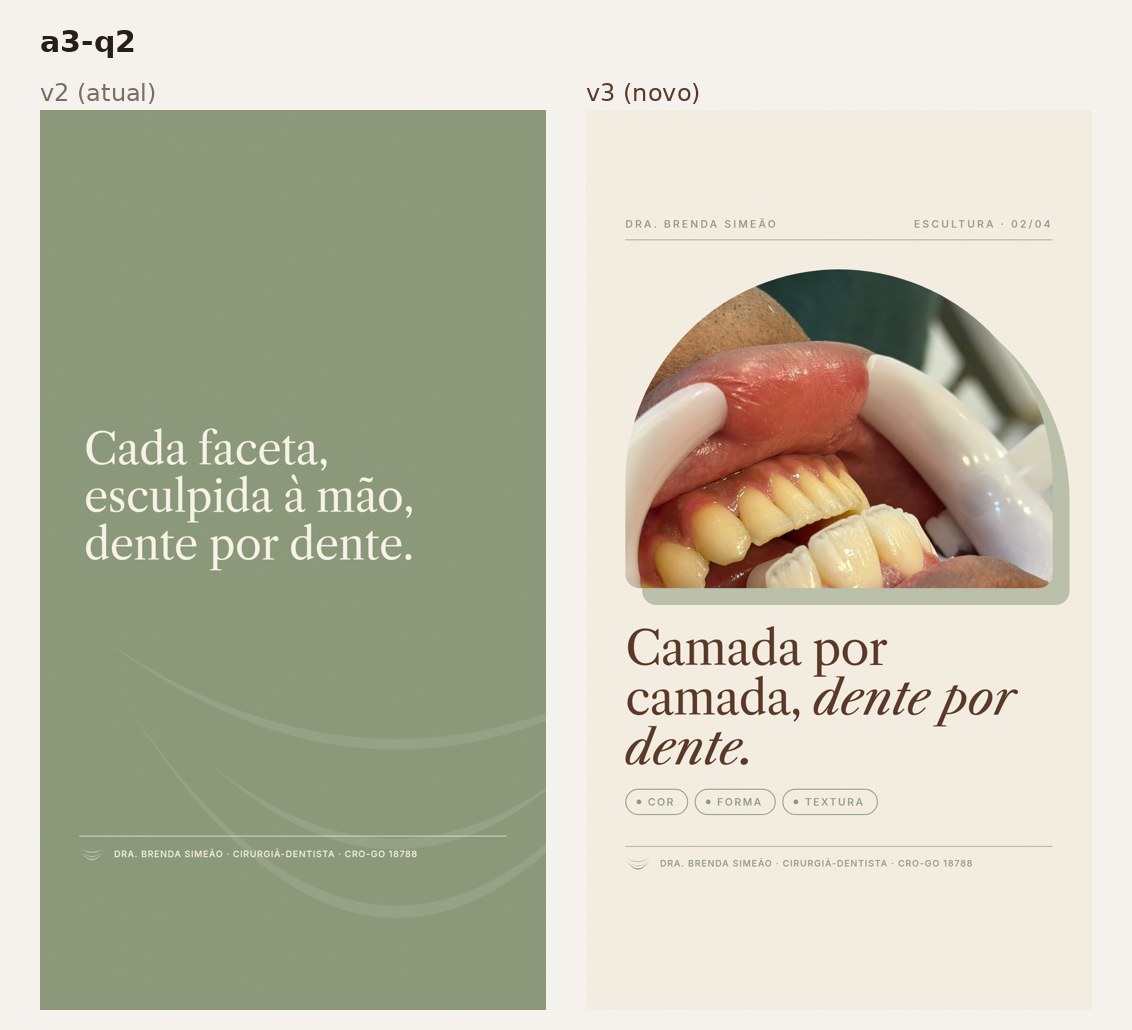 a3-q2
v2 (atual)
Cada faceta,
esculpida à mão,
dente por dente.
DRA. BRENDA SIMEÃO · CIRURGIÃ-DENTISTA · CRO-GO 18788
v3 (novo)
DRA. BRENDA SIMEÃO
ESCULTURA · 02/04
Camada por
camada, dente por
dente.
• COR
• FORMA
• TEXTURA
DRA. BRENDA SIMEÃO · CIRURGIÃ-DENTISTA · CRO-GO 18788